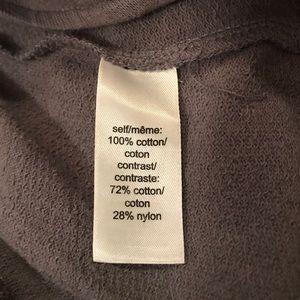 self/même:
100% cotton/
coton
contrast/
contraste:
72% cotton/
coton
28% nylon